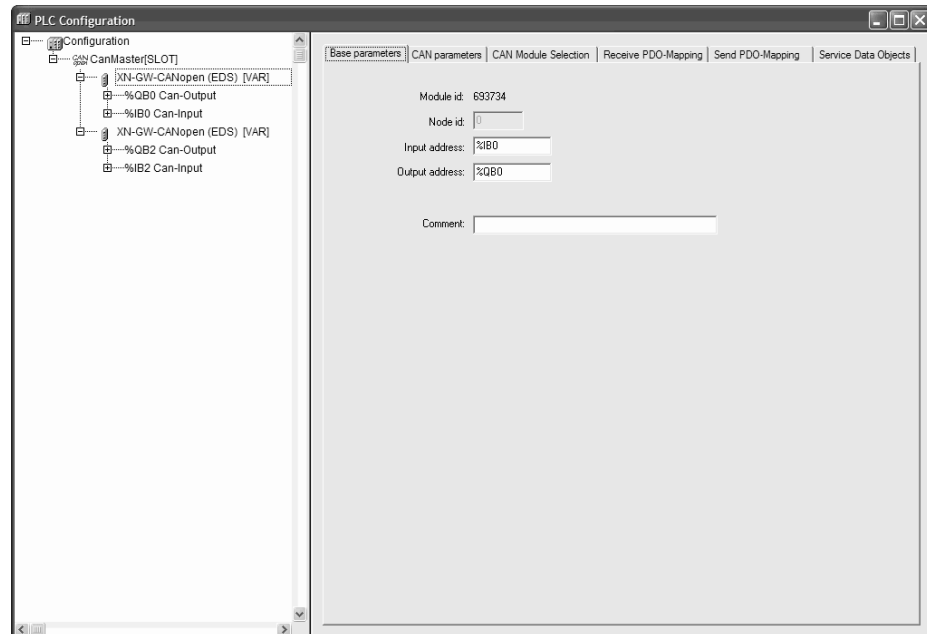 PLC Configuration
Configuration
CAN open CanMaster[SLOT]
XN-GW-CANopen (EDS) [VAR]
%QB0 Can-Output
%IB0 Can-Input
XN-GW-CANopen (EDS) [VAR]
%QB2 Can-Output
%IB2 Can-Input
Base parameters CAN parameters CAN Module Selection Receive PDO-Mapping Send PDO-Mapping Service Data Objects
Module id: 693734
Node id: 0
Input address: %IB0
Output address: %QB0
Comment: